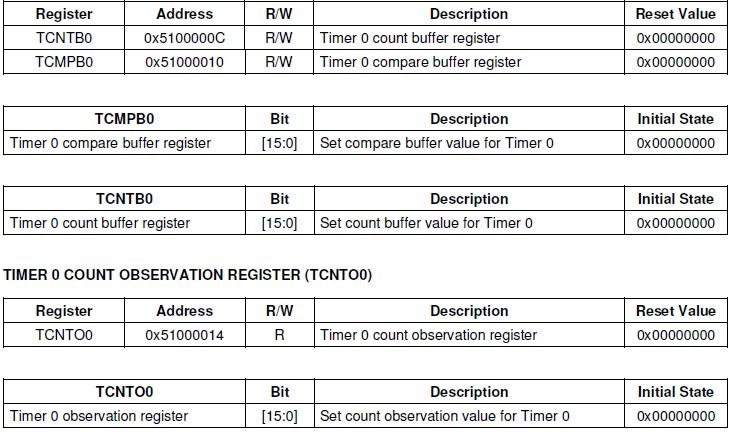 Register Address R/W Description Reset Value
TCNTB0 0x5100000C R/W Timer 0 count buffer register 0x00000000
TCMPB0 0x51000010 R/W Timer 0 compare buffer register 0x00000000
TCMPB0 Bit Description Initial State
Timer 0 compare buffer register [15:0] Set compare buffer value for Timer 0 0x00000000
TCNTB0 Bit Description Initial State
Timer 0 count buffer register [15:0] Set count buffer value for Timer 0 0x00000000
TIMER 0 COUNT OBSERVATION REGISTER (TCNTO0)
Register Address R/W Description Reset Value
TCNTO0 0x51000014 R Timer 0 count observation register 0x00000000
TCNTO0 Bit Description Initial State
Timer 0 observation register [15:0] Set count observation value for Timer 0 0x00000000